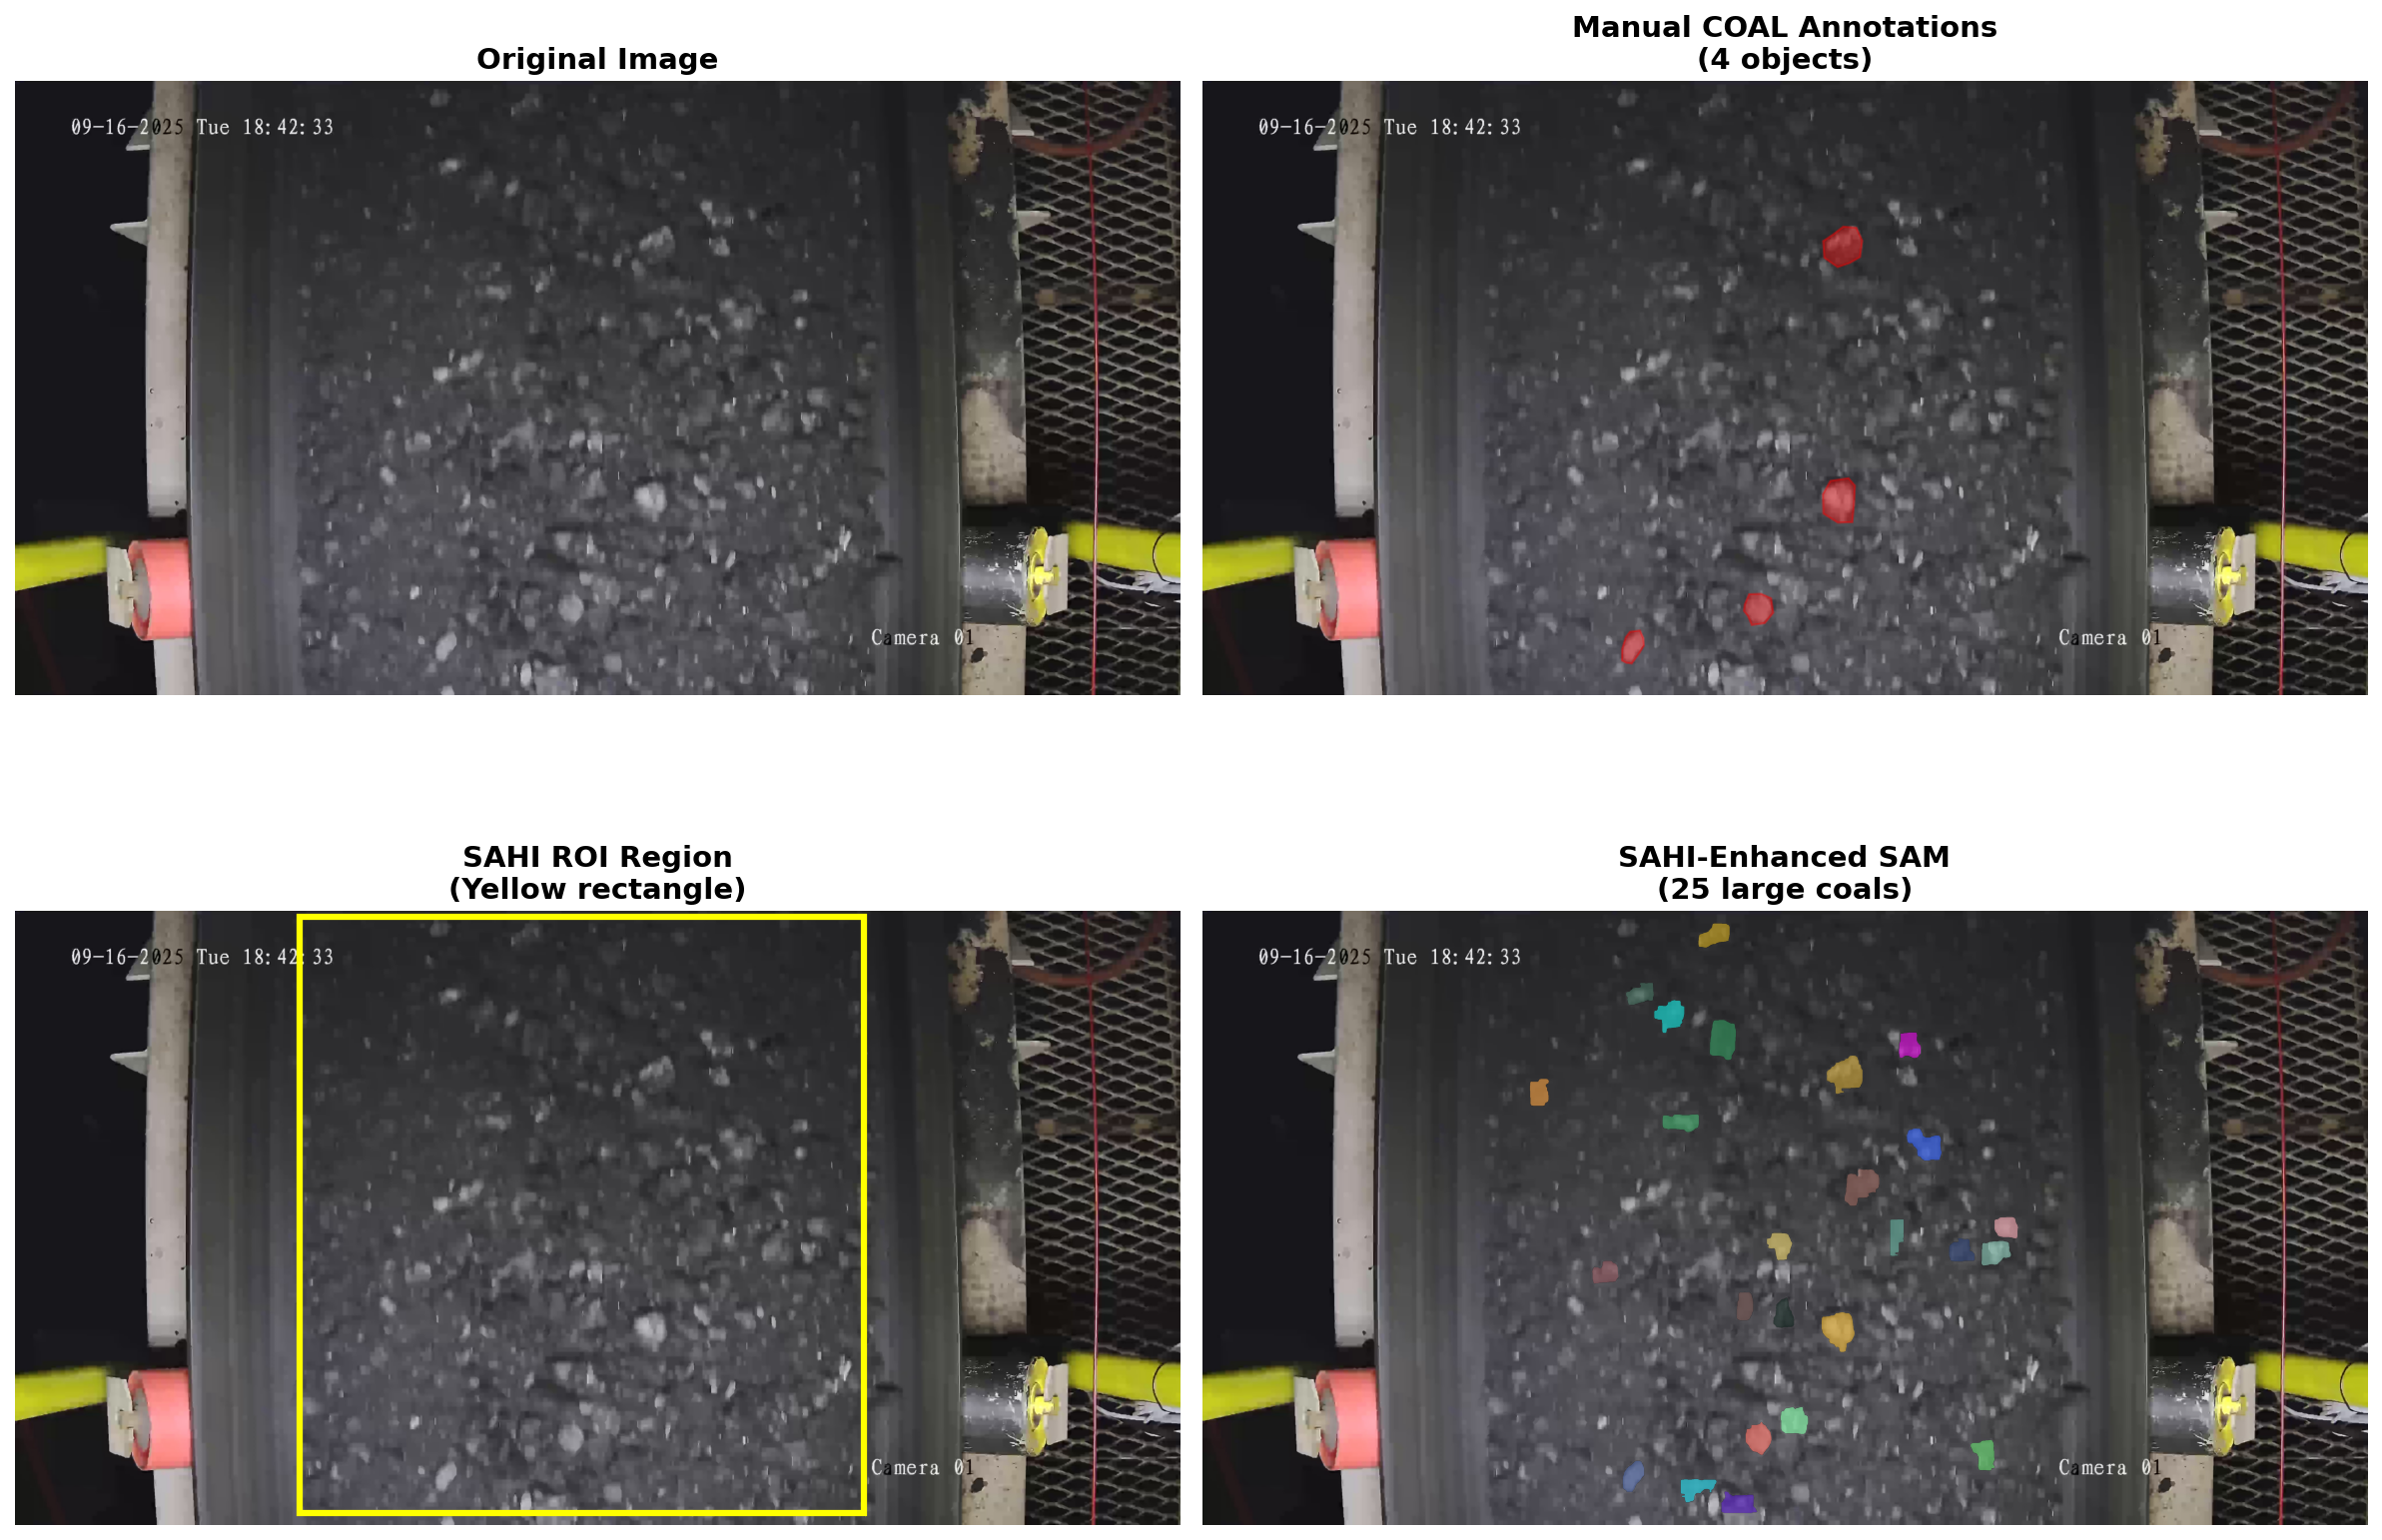 Original Image
09-16-2025 Tue 18:42:33
Camera 01
Manual COAL Annotations
(4 objects)
09-16-2025 Tue 18:42:33
Camera 01
SAHI ROI Region
(Yellow rectangle)
09-16-2025 Tue 18:42:33
Camera 01
SAHI-Enhanced SAM
(25 large coals)
09-16-2025 Tue 18:42:33
Camera 01